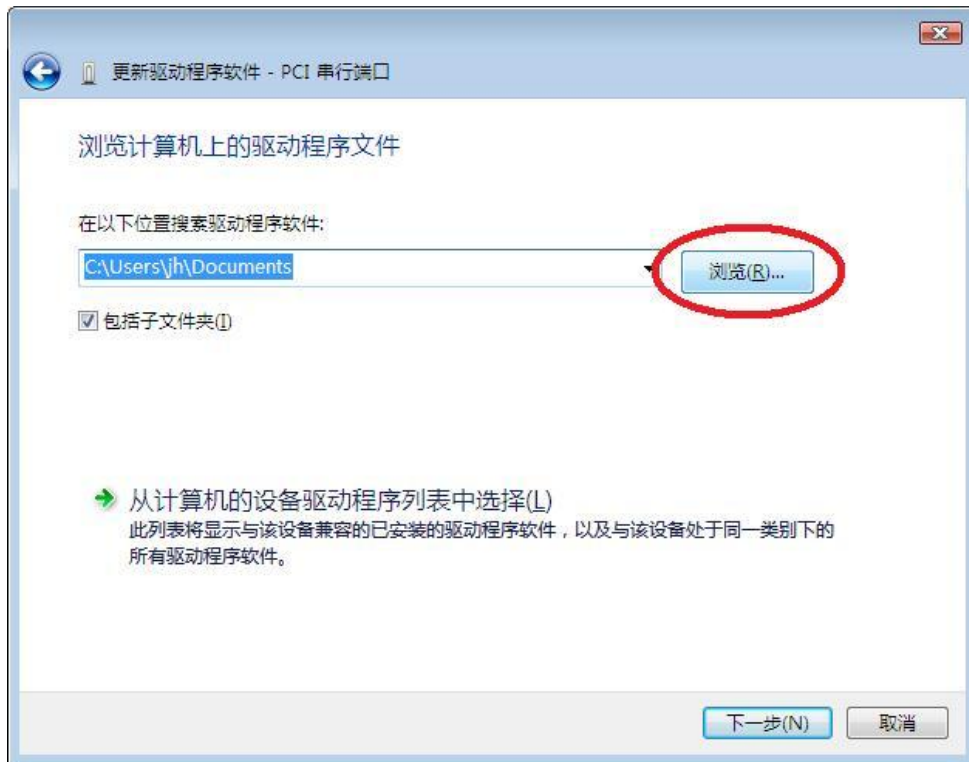 更新驱动程序软件 - PCI 串行端口
浏览计算机上的驱动程序文件
在以下位置搜索驱动程序软件:
C:\Users\jh\Documents
浏览(R)...
包括子文件夹(I)
从计算机的设备驱动程序列表中选择(L)
此列表将显示与该设备兼容的已安装的驱动程序软件，以及与该设备处于同一类别下的
所有驱动程序软件。
下一步(N)
取消